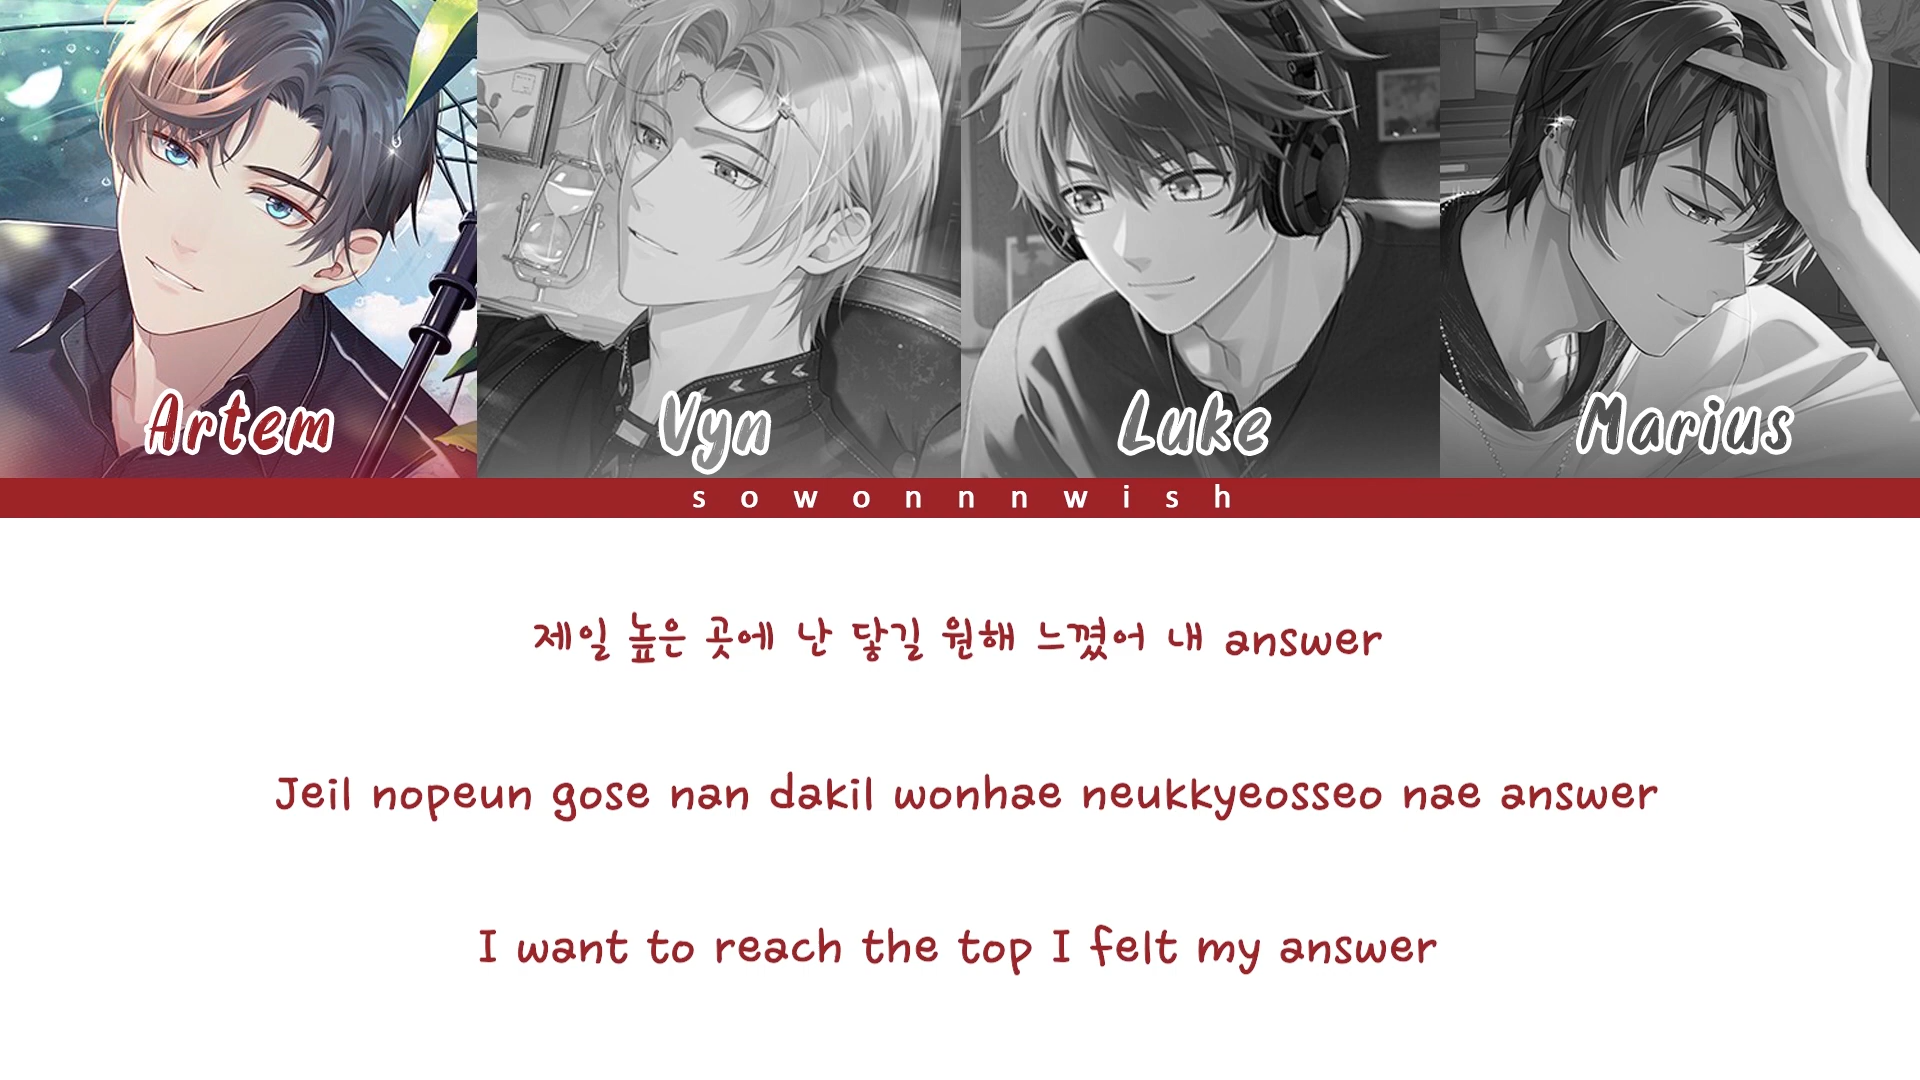 Artem Vyn Luke Marius
sowonnnwish
제일 높은 곳에 난 닿길 원해 느꼈어 내 answer
Jeil nopeun gose nan dakil wonhae neukkyeosseo nae answer
I want to reach the top I felt my answer